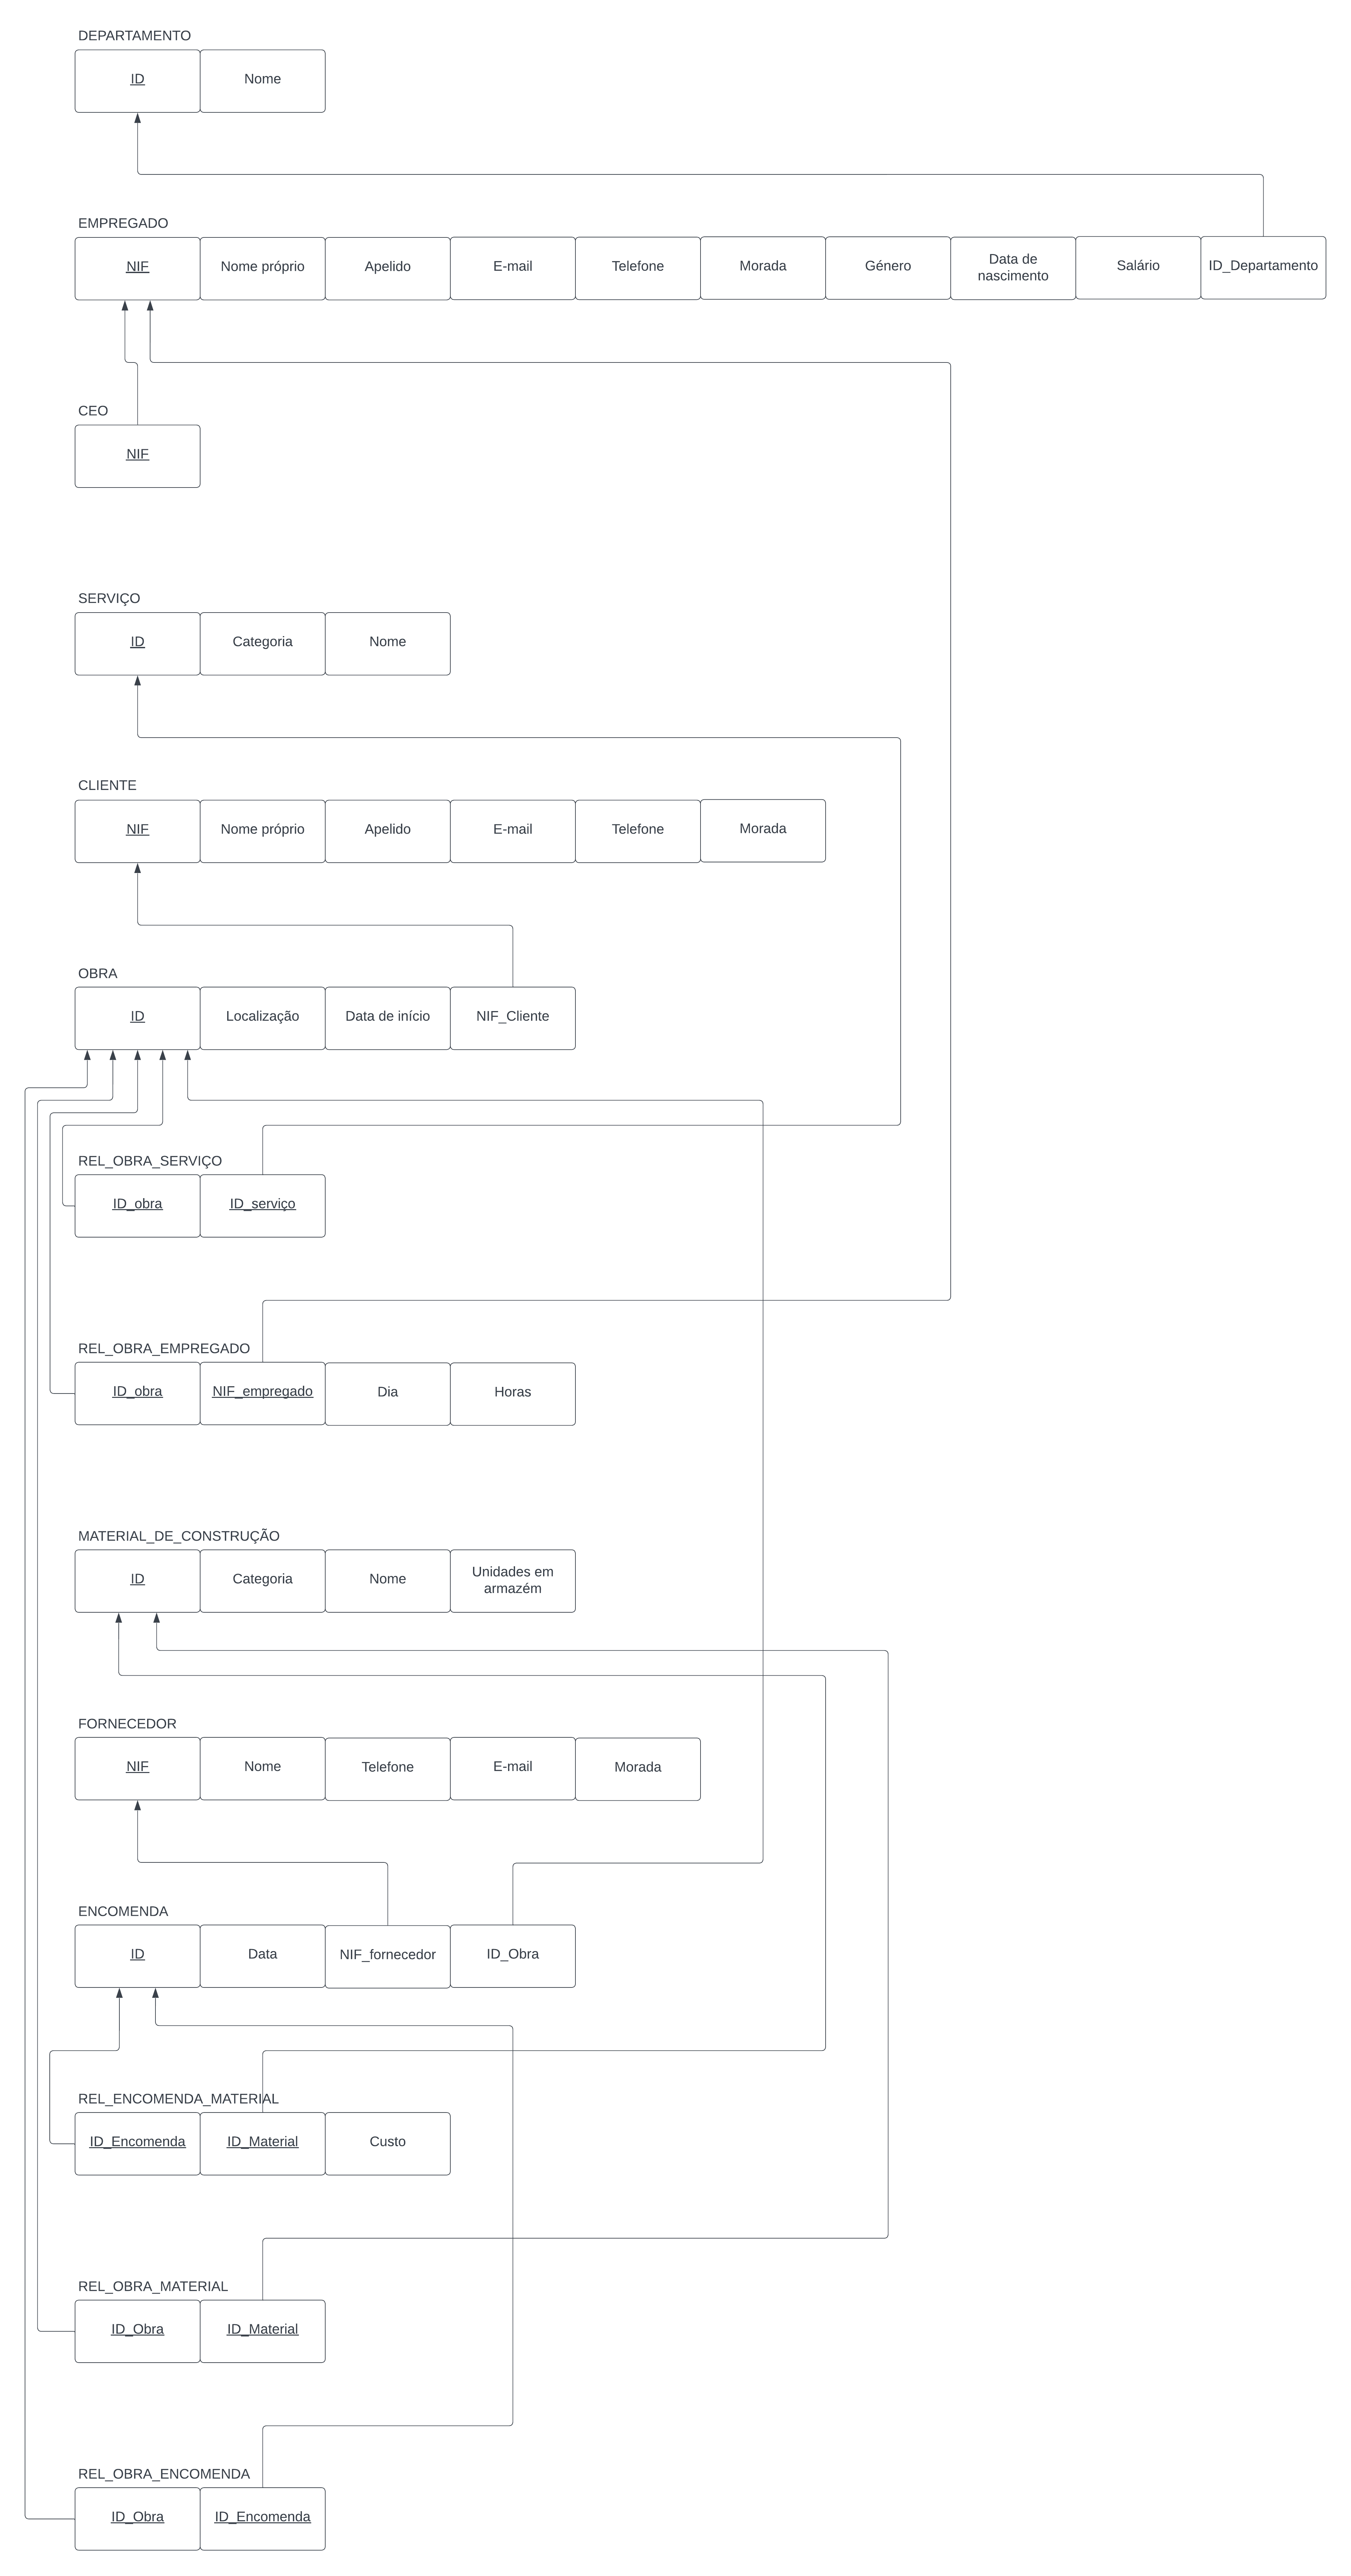 DEPARTAMENTO
ID
Nome
EMPREGADO
NIF
Nome próprio
Apelido
E-mail
Telefone
Morada
Género
Data de
nascimento
Salário
ID_Departamento
CEO
NIF
SERVIÇO
ID
Categoria
Nome
CLIENTE
NIF
Nome próprio
Apelido
E-mail
Telefone
Morada
OBRA
ID
Localização
Data de início
NIF_Cliente
REL_OBRA_SERVIÇO
ID_obra
ID_serviço
REL_OBRA_EMPREGADO
ID_obra
NIF_empregado
Dia
Horas
MATERIAL_DE_CONSTRUÇÃO
ID
Categoria
Nome
Unidades em
armazém
FORNECEDOR
NIF
Nome
Telefone
E-mail
Morada
ENCOMENDA
ID
Data
NIF_fornecedor
ID_Obra
REL_ENCOMENDA_MATERIAL
ID_Encomenda
ID_Material
Custo
REL_OBRA_MATERIAL
ID_Obra
ID_Material
REL_OBRA_ENCOMENDA
ID_Obra
ID_Encomenda